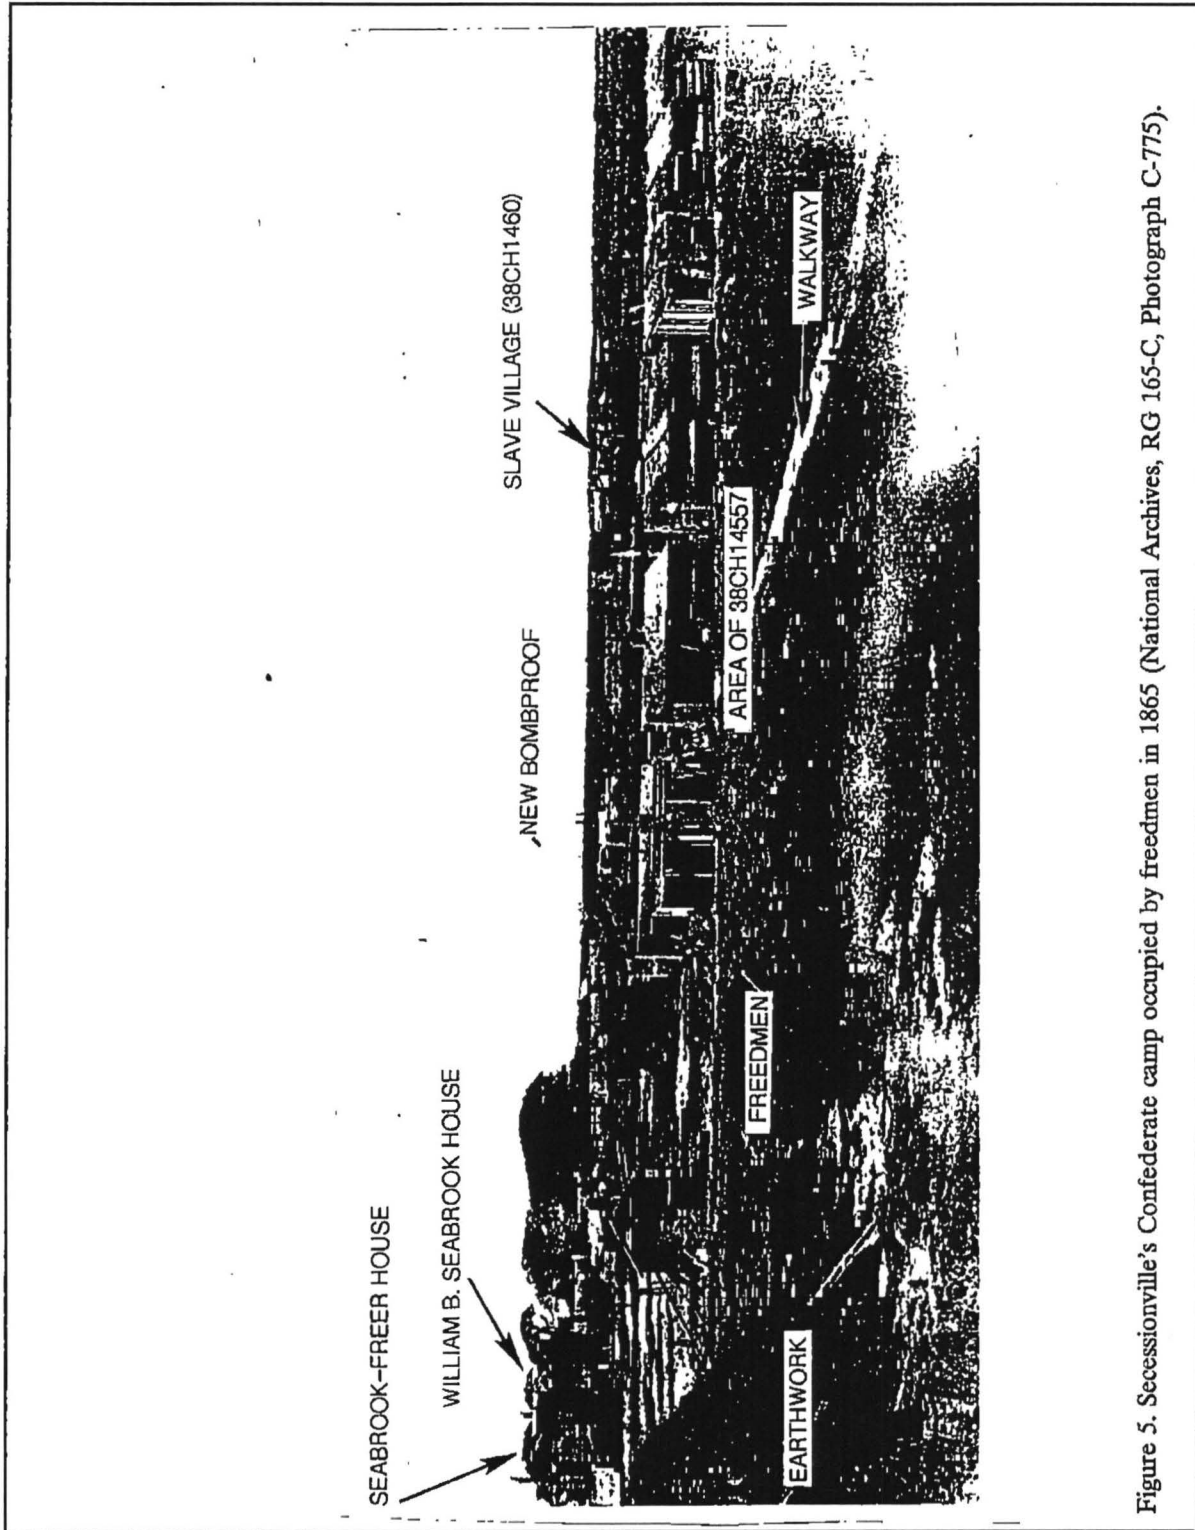 SEABROOK-FREER HOUSE
WILLIAM B. SEABROOK HOUSE
NEW BOMBPROOF
SLAVE VILLAGE (38CH1460)
AREA OF 38CH14557
WALKWAY
FREEDMEN
EARTHWORK
Figure 5. Secessionville's Confederate camp occupied by freedmen in 1865 (National Archives, RG 165-C, Photograph C-775).